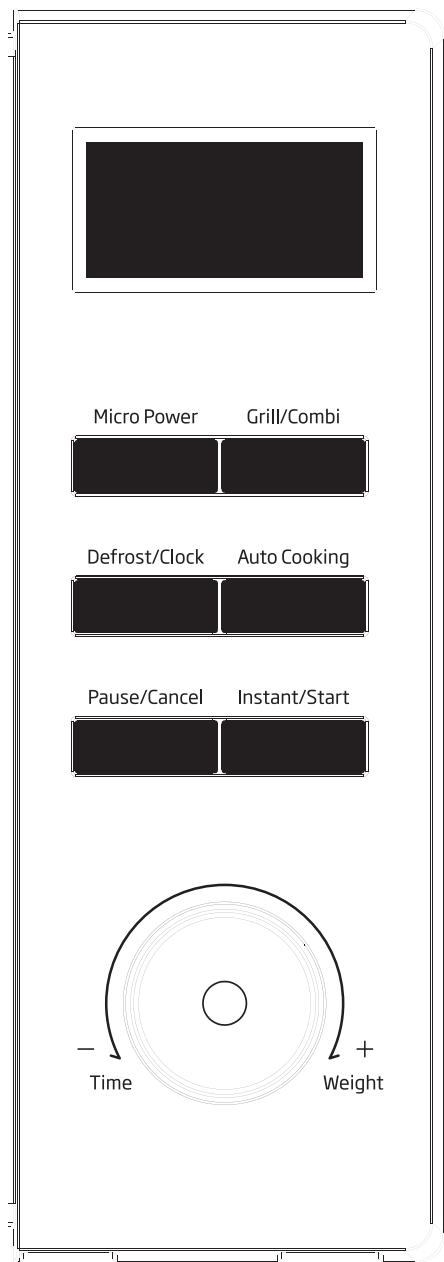 Micro Power Grill/Combi
Defrost/Clock Auto Cooking
Pause/Cancel Instant/Start
− +
Time Weight